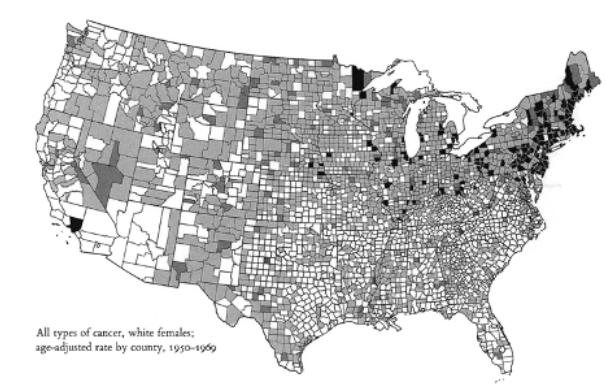 All types of cancer, white females;
age-adjusted rate by county, 1950–1969